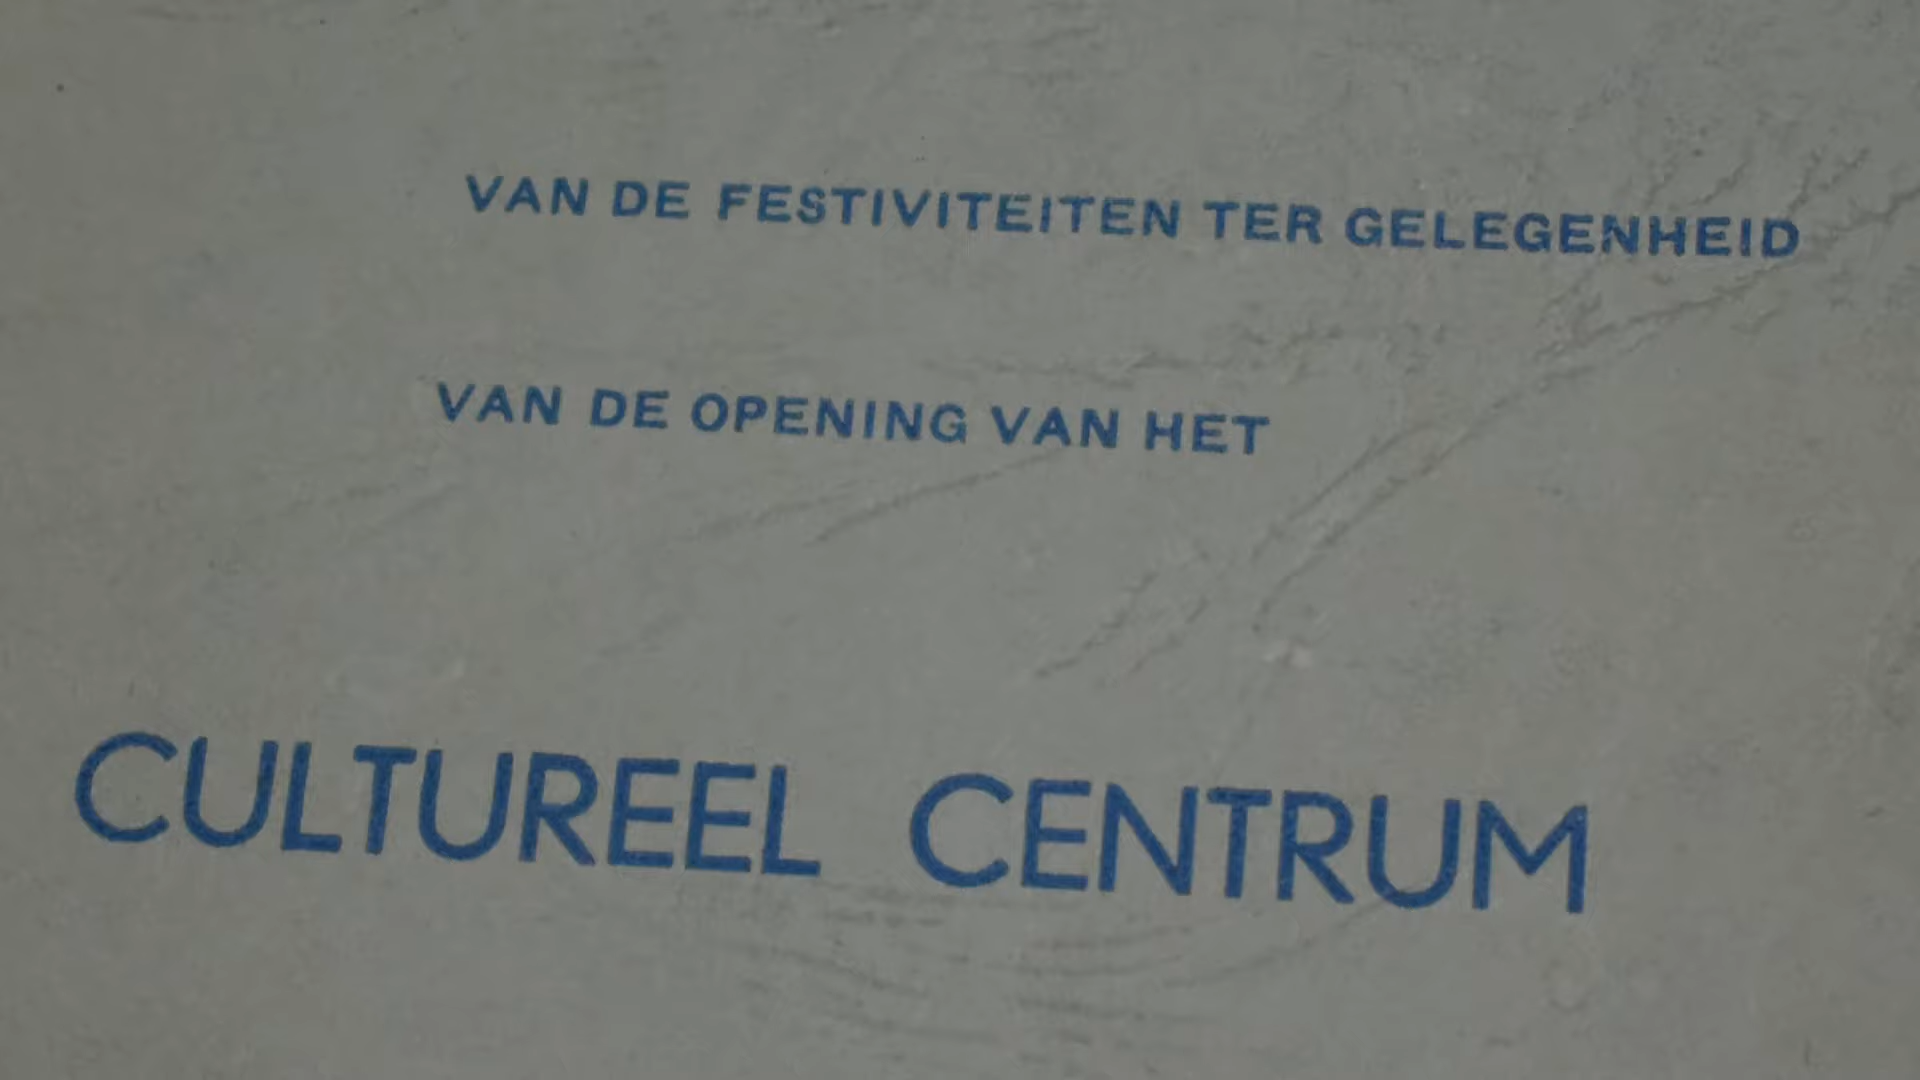 VAN DE FESTIVITEITEN TER GELEGENHEID
VAN DE OPENING VAN HET
CULTUREEL CENTRUM